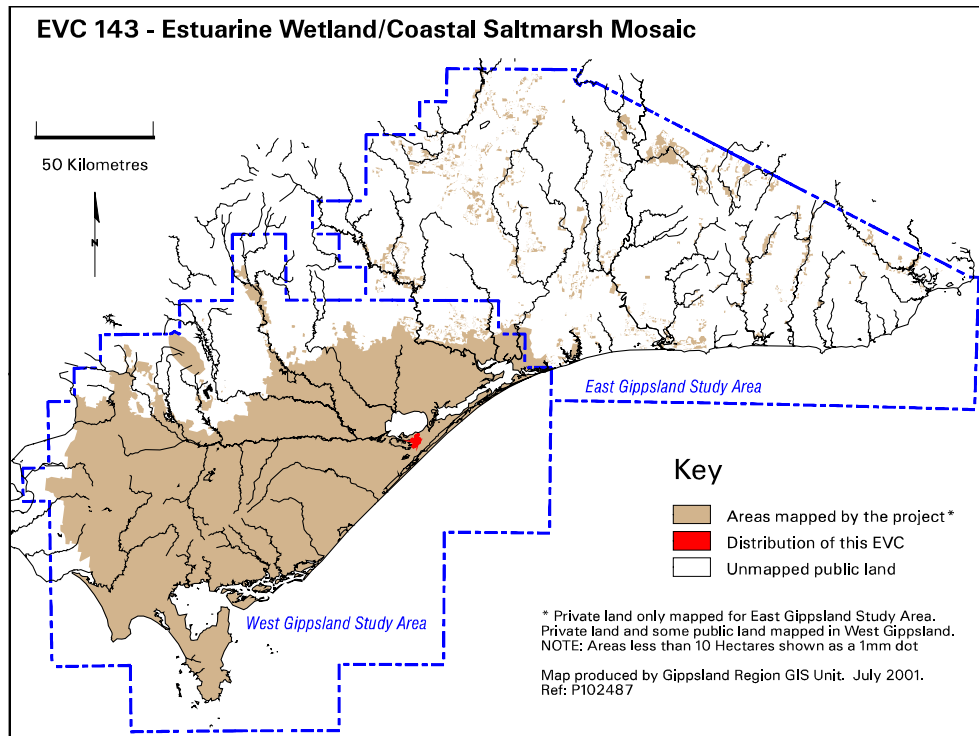 EVC 143 - Estuarine Wetland/Coastal Saltmarsh Mosaic
50 Kilometres
N
East Gippsland Study Area
West Gippsland Study Area
Key
Areas mapped by the project*
Distribution of this EVC
Unmapped public land
* Private land only mapped for East Gippsland Study Area.
Private land and some public land mapped in West Gippsland.
NOTE: Areas less than 10 Hectares shown as a 1mm dot
Map produced by Gippsland Region GIS Unit. July 2001.
Ref: P102487